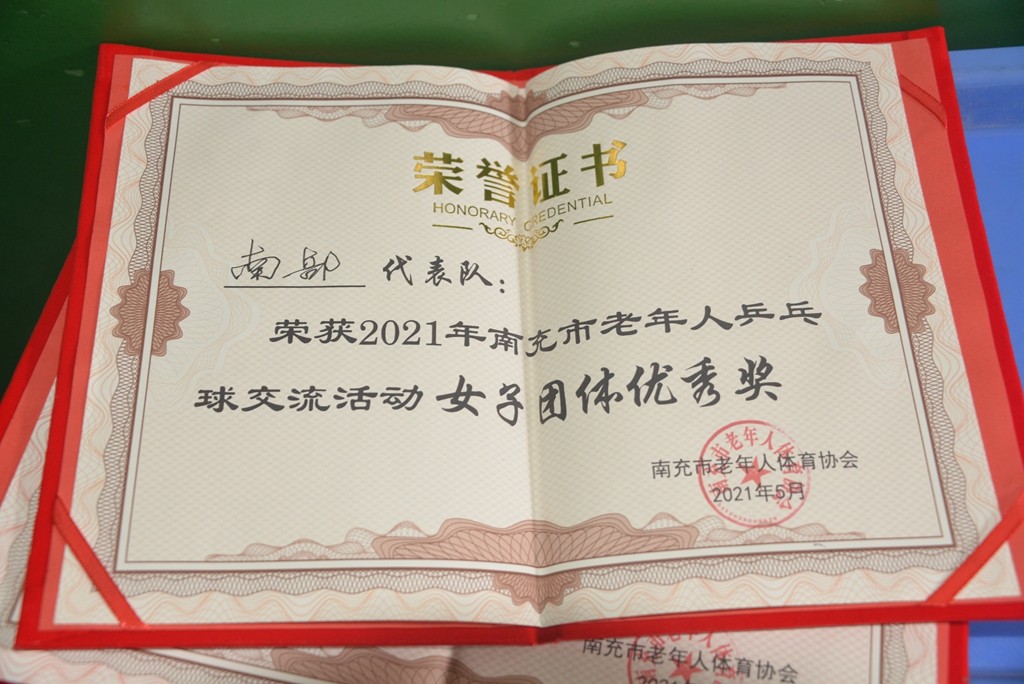 荣誉证书
HONORARY CREDENTIAL
南部 代表队：
荣获2021年南充市老年人乒乓
球交流活动女子团体优秀奖
南充市老年人体育协会
2021年5月
南充市老年人体育协会